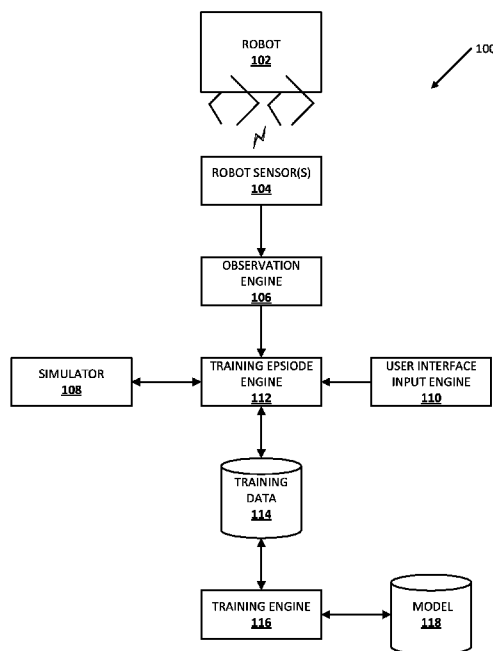 ROBOT
102
100
ROBOT SENSOR(S)
104
OBSERVATION
ENGINE
106
SIMULATOR
108
TRAINING EPSIODE
ENGINE
112
USER INTERFACE
INPUT ENGINE
110
TRAINING
DATA
114
TRAINING ENGINE
116
MODEL
118